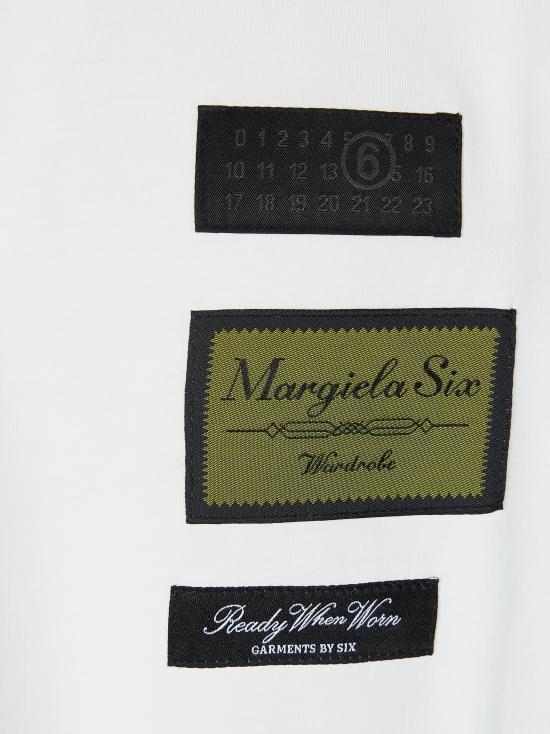 0 1 2 3 4 5 6 7 8 9
10 11 12 13 15 16
17 18 19 20 21 22 23
Margiela Six
Wardrobe
Ready When Worn
GARMENTS BY SIX